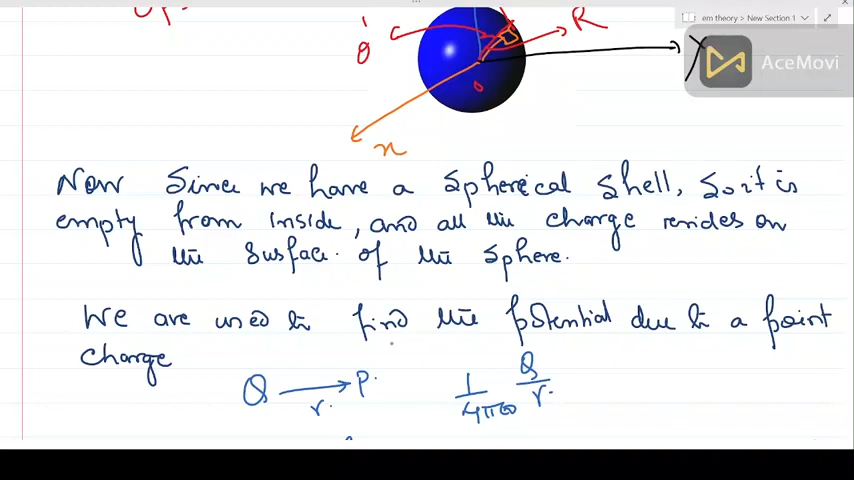 em theory > New Section 1
R
θ
o
x
AceMovi
Now Since we have a Spherical Shell, So it is
empty from inside, and all the charge resides on
the surface. of the sphere.
We are used to find the potential due to a point
charge
Q → P.
r.
1/4π∈0 Q/r.